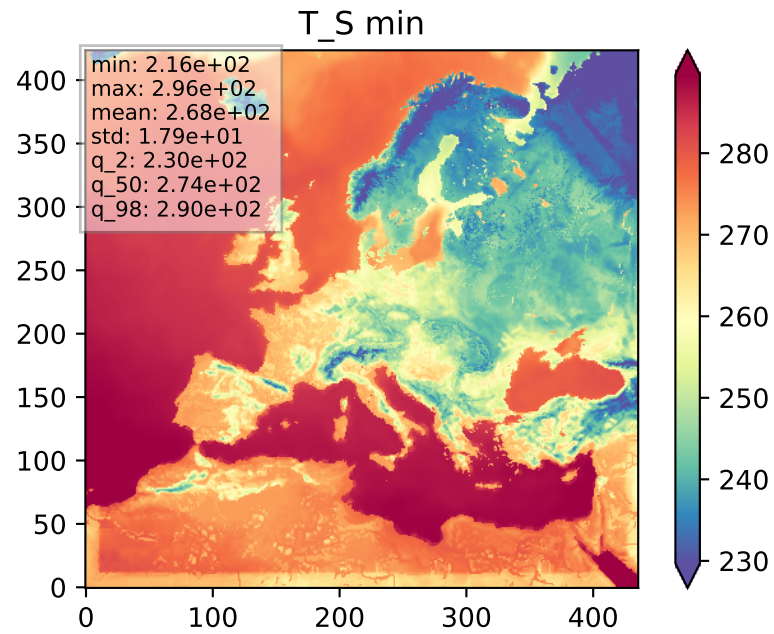 T_S min
min: 2.16e+02
max: 2.96e+02
mean: 2.68e+02
std: 1.79e+01
q_2: 2.30e+02
q_50: 2.74e+02
q_98: 2.90e+02
400
350
300
250
200
150
100
50
0
0 100 200 300 400
280
270
260
250
240
230